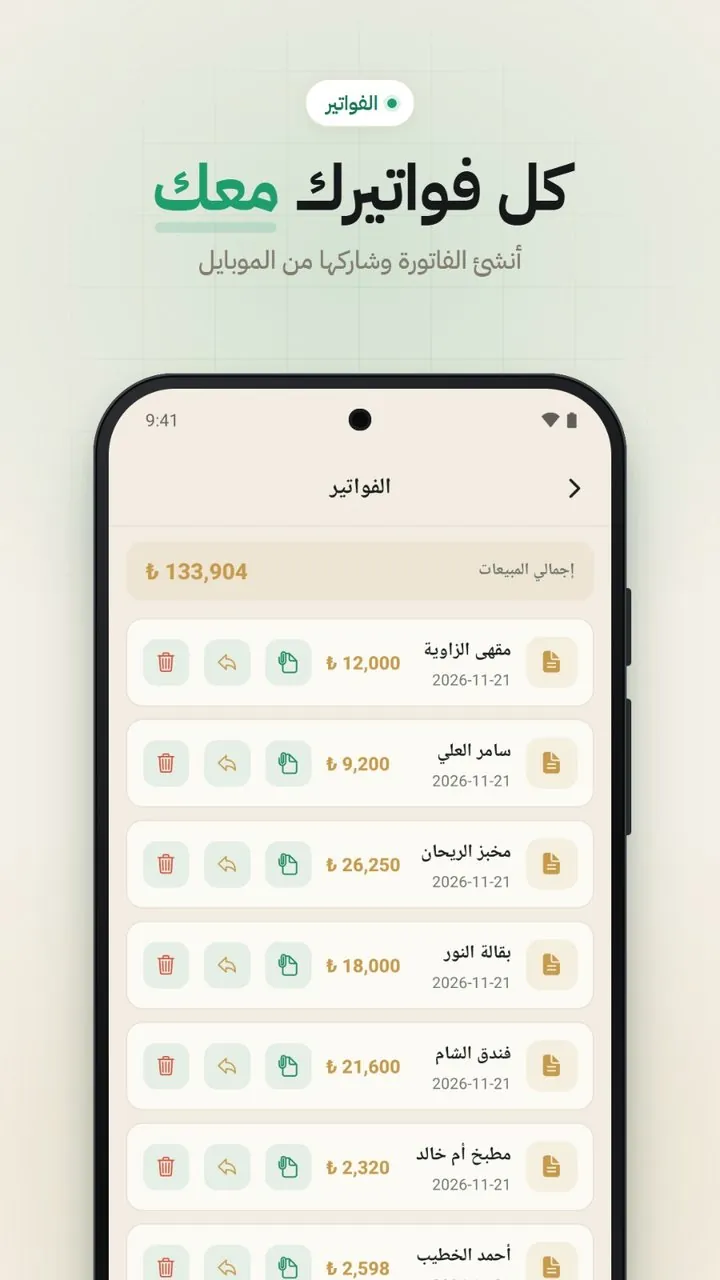 الفواتير
كل فواتيرك معك
أنشئ الفاتورة وشاركها من الموبايل
9:41
الفواتير
إجمالي المبيعات
₺ 133,904
مقهى الزاوية
2026-11-21
₺ 12,000
سامر العلي
2026-11-21
₺ 9,200
مخبز الريحان
2026-11-21
₺ 26,250
بقالة النور
2026-11-21
₺ 18,000
فندق الشام
2026-11-21
₺ 21,600
مطبخ أم خالد
2026-11-21
₺ 2,320
أحمد الخطيب
₺ 2,598